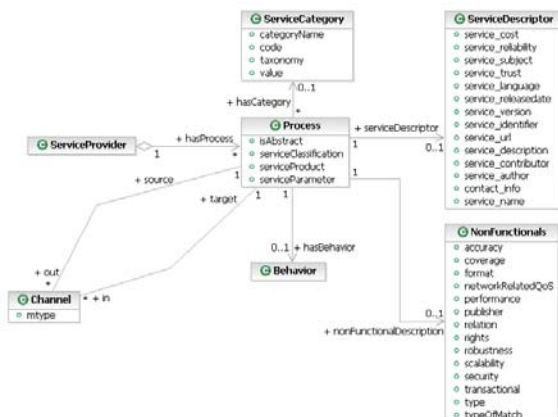 ServiceCategory
categoryName
code
taxonomy
value
0..1
+ hasCategory
*
ServiceDescriptor
service_cost
service_reliability
service_subject
service_trust
service_language
service_releasedate
service_version
service_identifier
service_url
service_description
service_contributor
service_author
contact_info
service_name
ServiceProvider
1
+ hasProcess
*
Process
isAbstract
serviceClassification
serviceProduct
serviceParameter
1
+ serviceDescriptor
0..1
+ source
1
+ target
1
1
1
0..1
+ hasBehavior
Behavior
+ out
*
Channel
mtype
* + in
0..1
+ nonFunctionalDescription
NonFunctionals
accuracy
coverage
format
networkRelatedQoS
performance
publisher
relation
rights
robustness
scalability
security
transactional
type
typeOfMatch